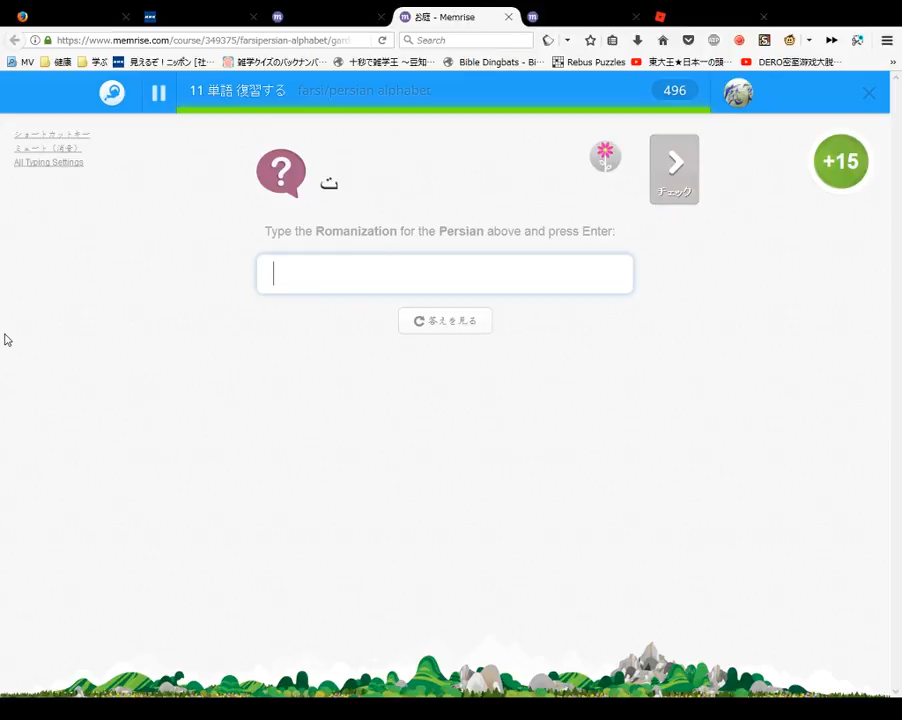 お庭 - Memrise
https://www.memrise.com/course/349375/farsipersian-alphabet/gard
Search
MV
健康
学ぶ
見えるぞ！ニッポン [社…
雑学クイズのバックナンバ…
十秒で雑学王 ～豆知…
Bible Dingbats - Bi…
Rebus Puzzles
東大王★日本一の頭…
DERO密室游戏大脱…
11 単語 復習する farsi/persian alphabet
496
ショートカットキー
ミュート（消音）
All Typing Settings
?
ث
チェック
+15
Type the Romanization for the Persian above and press Enter:
答えを見る